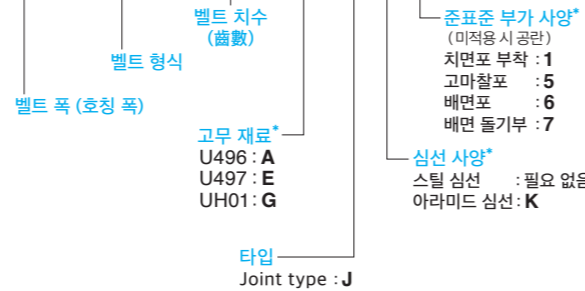 벨트 치수
(齒數)
벨트 형식
벨트 폭 (호칭 폭)
고무 재료*
U496 : A
U497 : E
UH01 : G
타입
Joint type : J
준표준 부가 사양*
(미적용 시 공란)
치면포 부착 : 1
고마찰포 : 5
배면포 : 6
배면 돌기부 : 7
심선 사양*
스틸 심선 : 필요 없음
아라미드 심선 : K